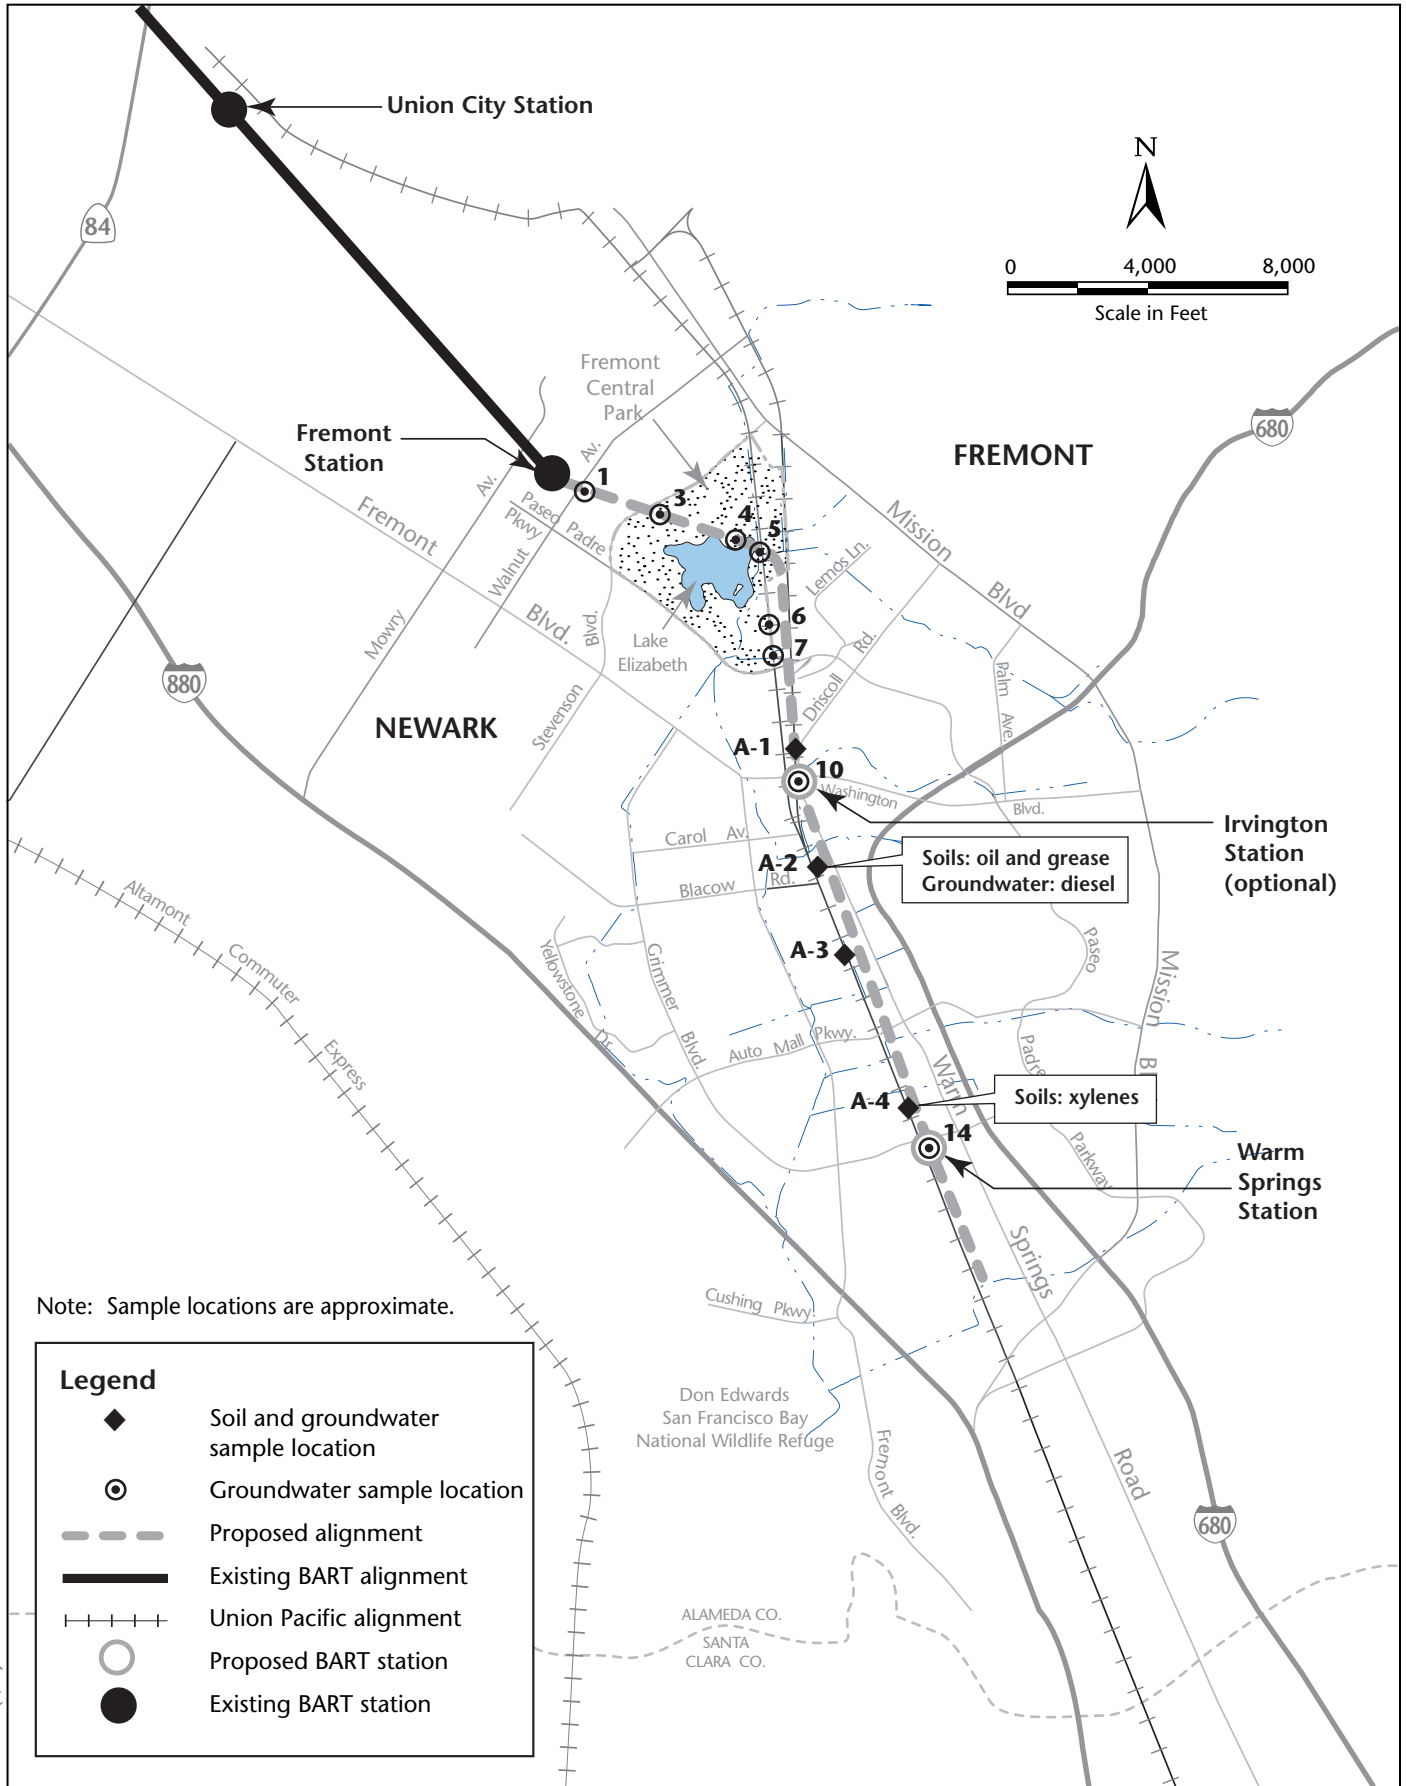 Union City Station
84
N
0 4,000 8,000
Scale in Feet
Fremont
Central
Park
680
FREMONT
Fremont
Station
Av.
Av.
1
3
4
5
Paseo Padre
Pkwy
Walnut
Fremont
Blvd.
Mowry
Mission
Blvd
Lemos Ln.
6
7
Lake
Elizabeth
Blvd.
Stevenson
Driscoll
Rd.
Palm Ave.
880
NEWARK
A-1
10
Washington
Blvd.
Irvington
Station
(optional)
Carol Av.
A-2
Soils: oil and grease
Groundwater: diesel
Blacow Rd.
A-3
Altamont
Commuter
Express
Yellowstone
Dr.
Grimmer
Blvd.
Paseo
Padre
Parkway
Mission
B
Auto Mall Pkwy.
Warm
Springs
Road
A-4
Soils: xylenes
14
Warm
Springs
Station
Cushing Pkwy.
Note: Sample locations are approximate.
Don Edwards
San Francisco Bay
National Wildlife Refuge
Fremont Blvd.
680
ALAMEDA CO.
SANTA
CLARA CO.
Legend
Soil and groundwater
sample location
Groundwater sample location
Proposed alignment
Existing BART alignment
Union Pacific alignment
Proposed BART station
Existing BART station